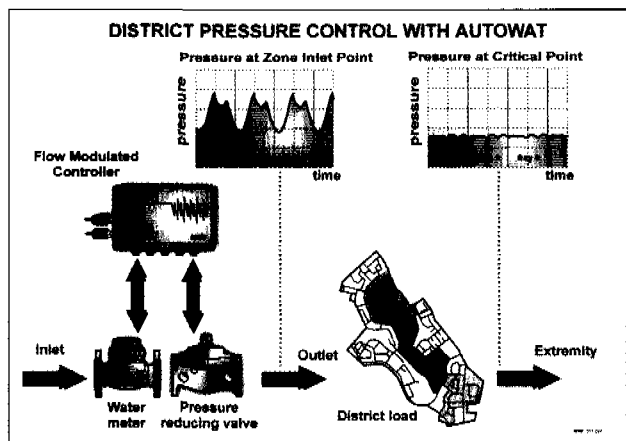 DISTRICT PRESSURE CONTROL WITH AUTOWAT
Pressure at Zone Inlet Point
Pressure at Critical Point
pressure
pressure
time
time
Flow Modulated
Controller
Inlet
Outlet
Extremity
Water
meter
Pressure
reducing valve
District load